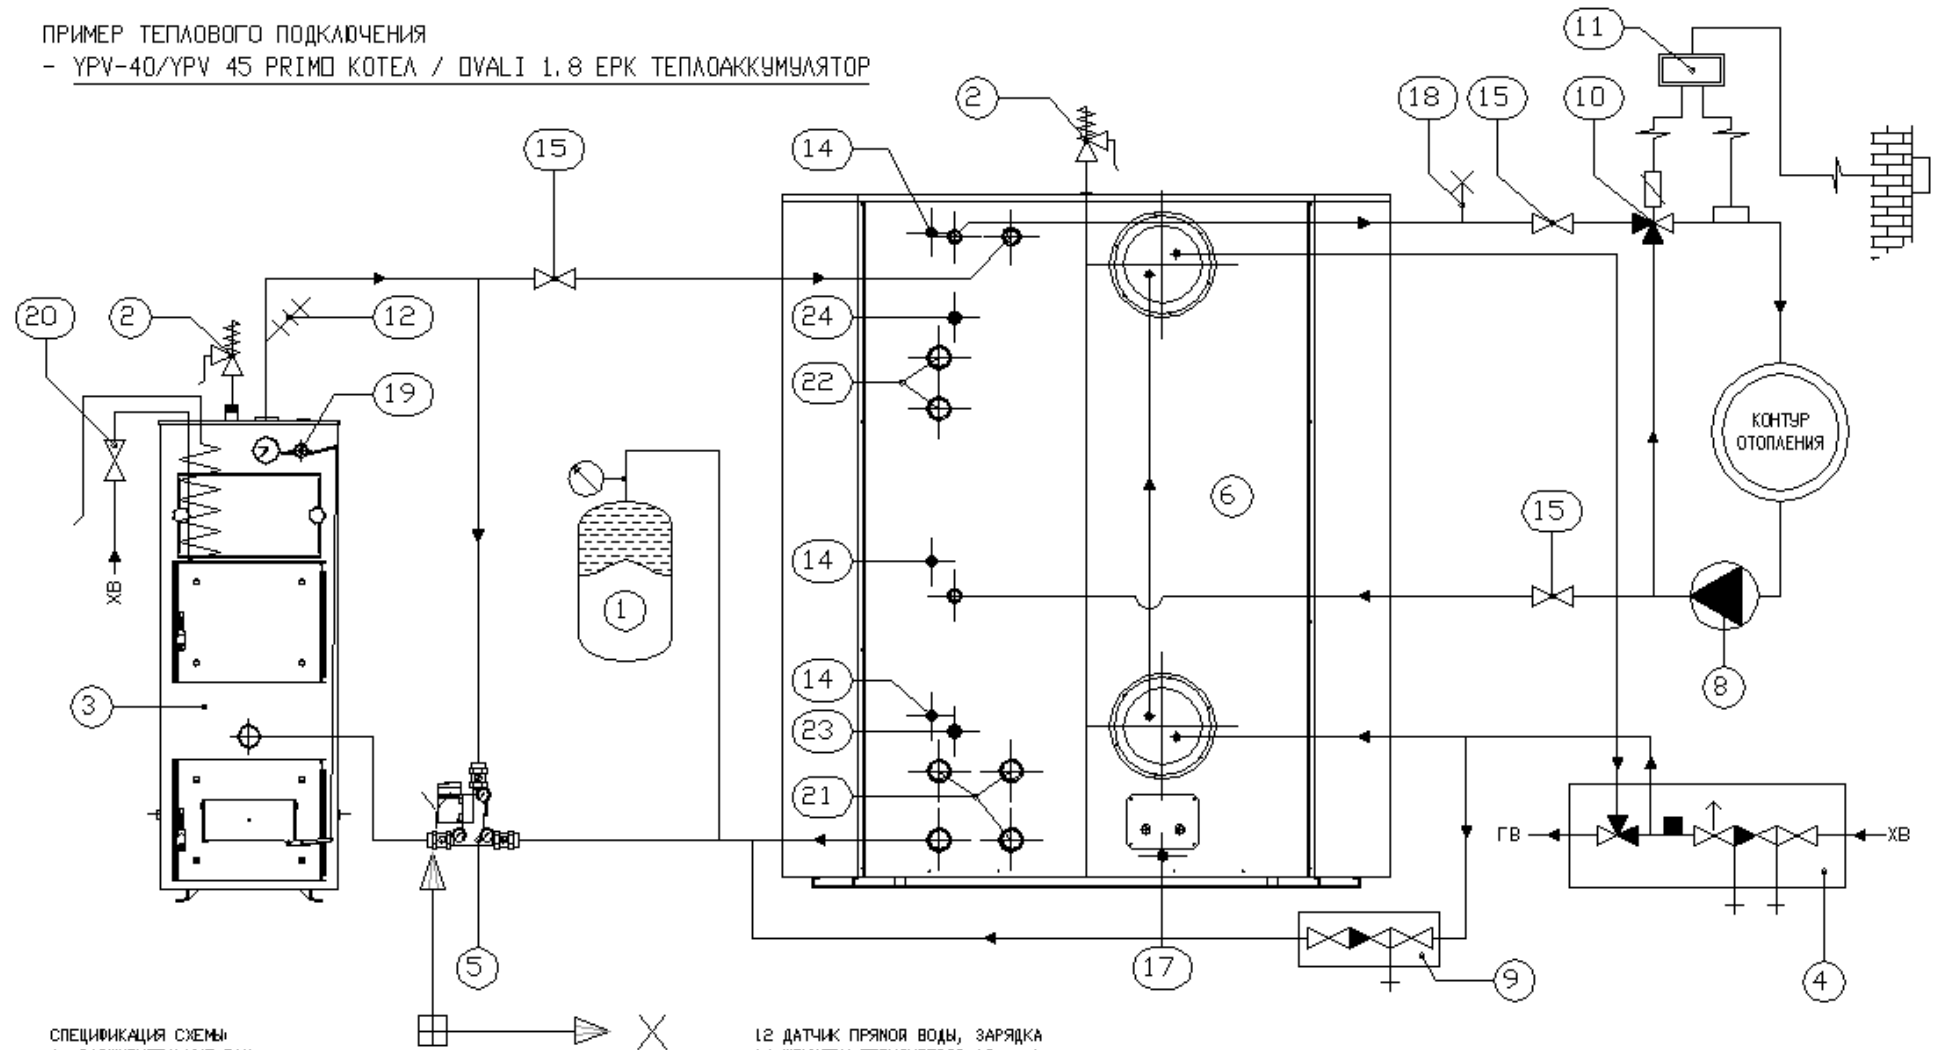 ПРИМЕР ТЕПЛОВОГО ПОДКЛЮЧЕНИЯ
- YPV-40/YPV 45 PRIMO КОТЕЛ / OVALI 1.8 EPK ТЕПЛОАККУМУЛЯТОР
11
2
18
15
10
15
14
20
2
12
24
19
22
КОНТУР
ОТОПЛЕНИЯ
6
15
14
ХВ
1
14
3
8
23
21
ГВ
ХВ
5
17
9
4
СПЕЦИФИКАЦИЯ СХЕМЫ
12 ДАТЧИК ПРЯМОЙ ВОДЫ, ЗАРЯДКА